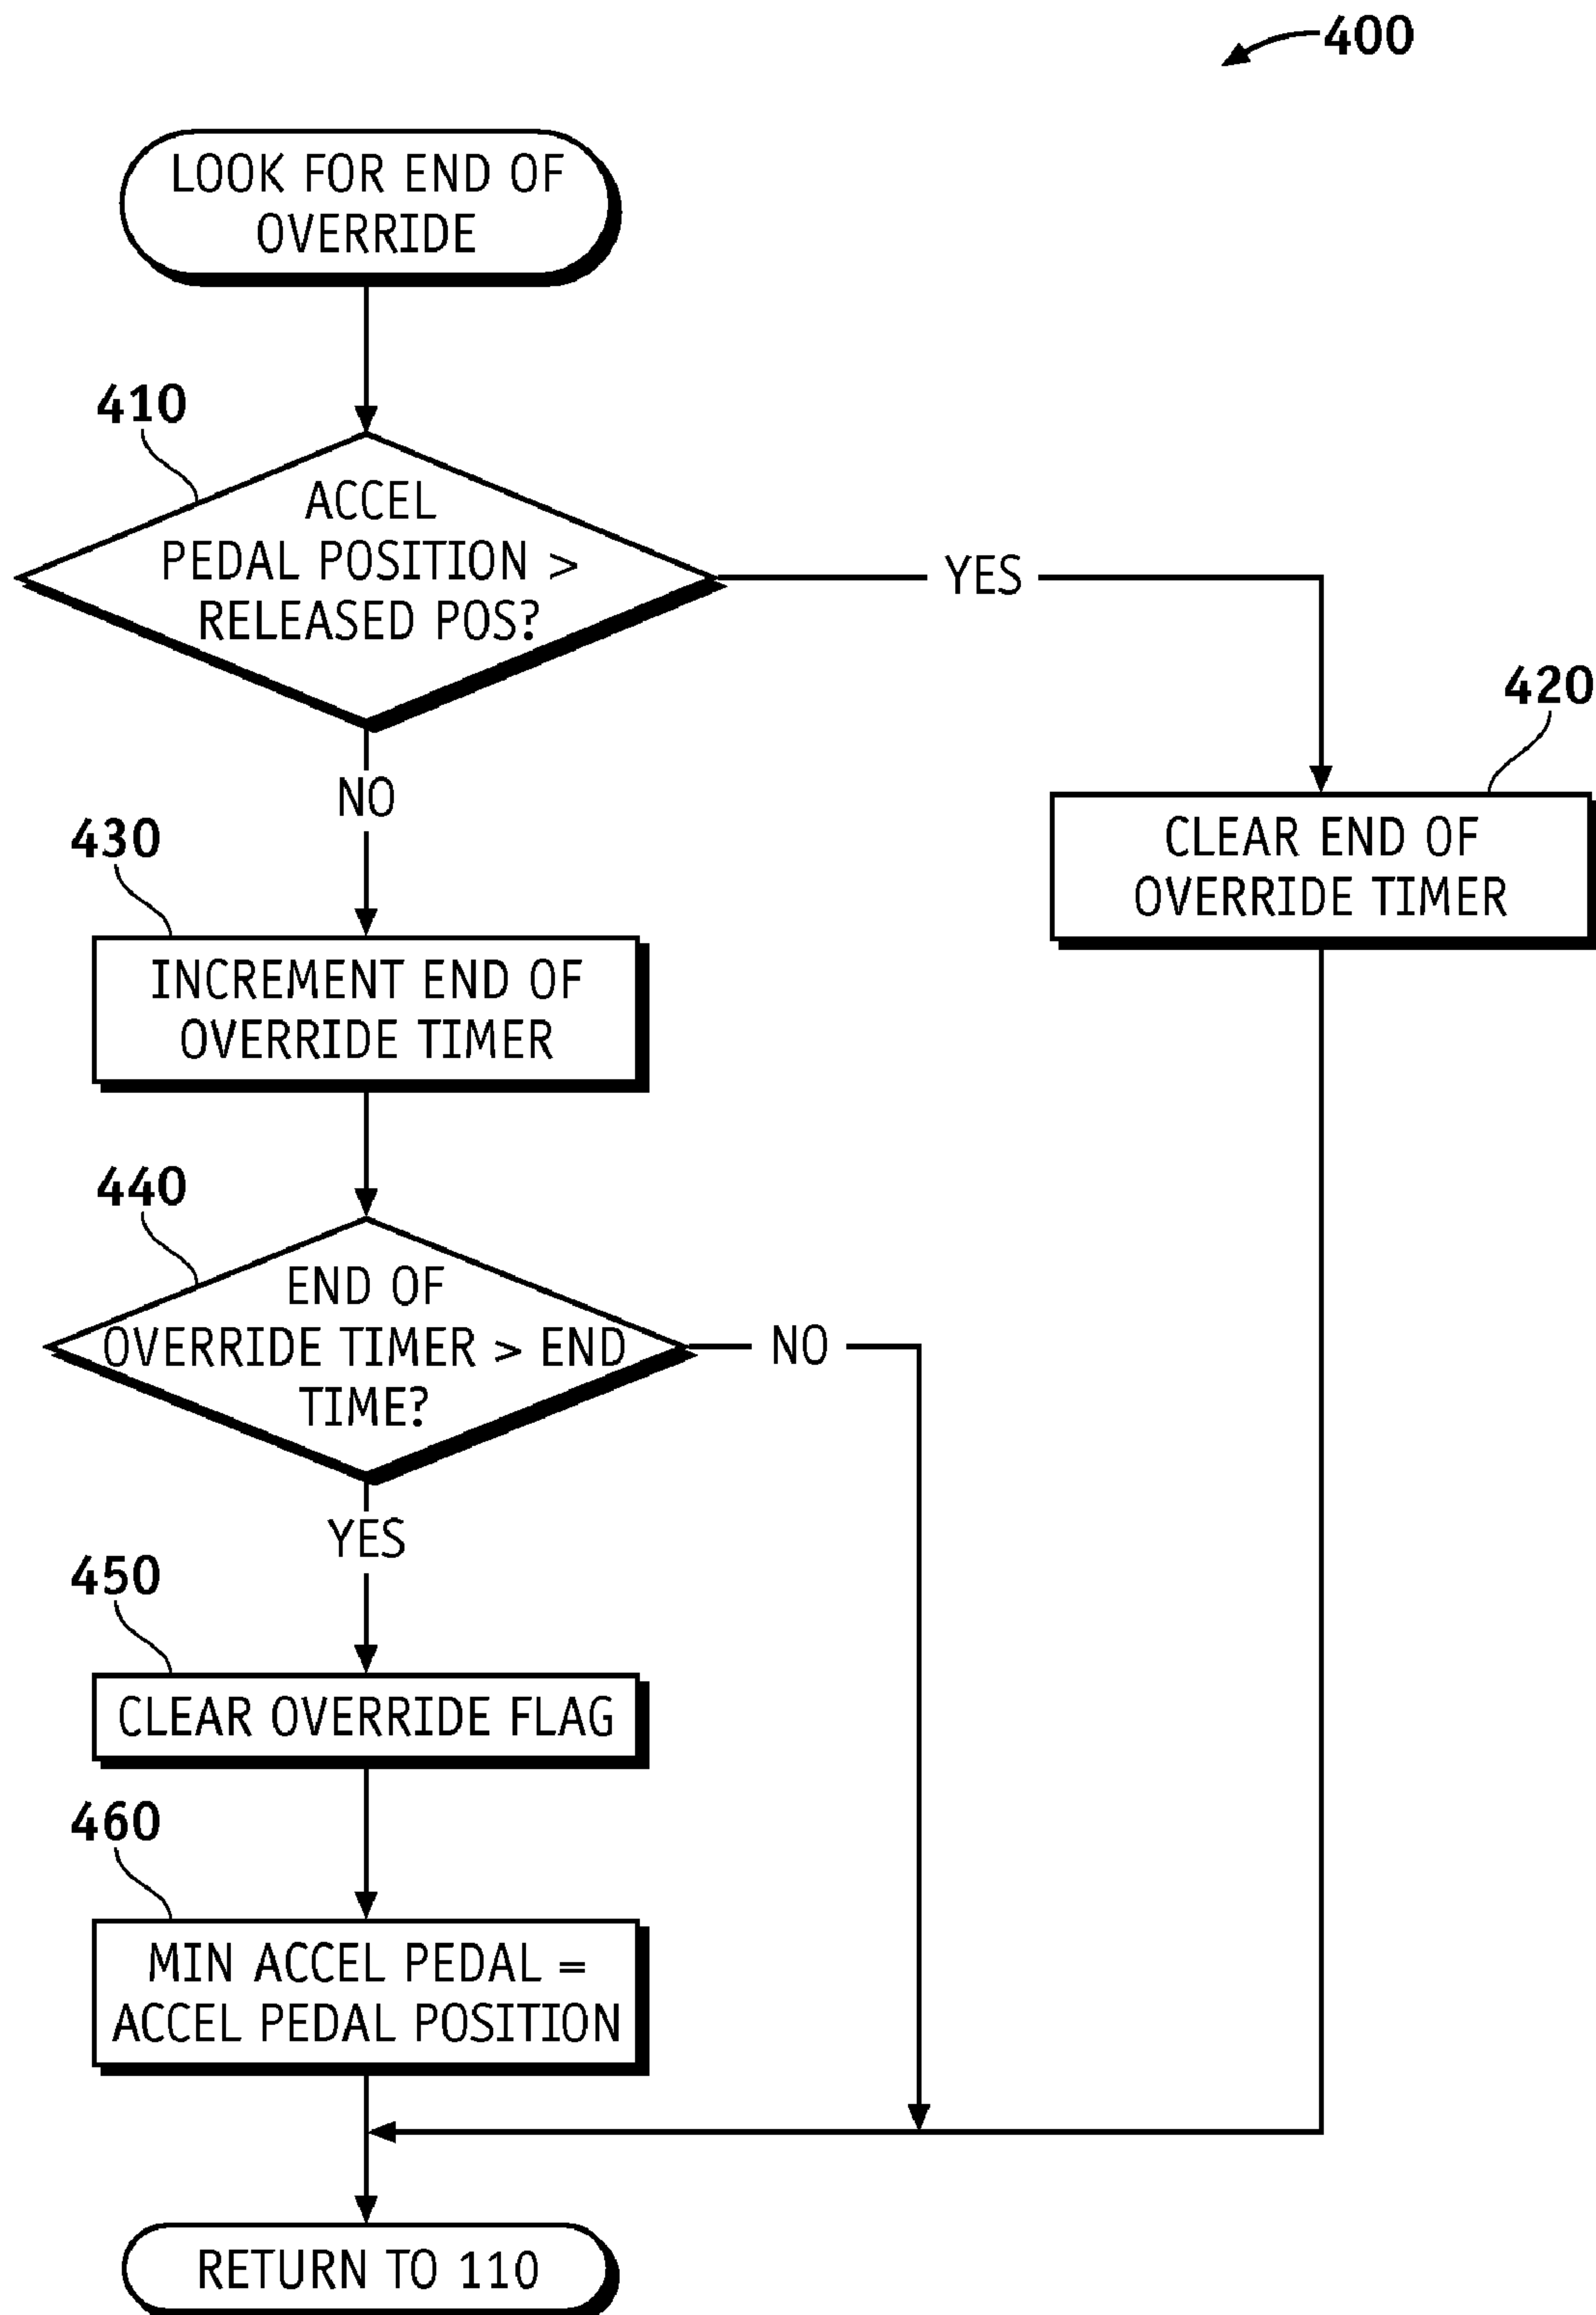 400
LOOK FOR END OF
OVERRIDE
410
ACCEL
PEDAL POSITION >
RELEASED POS?
YES
420
NO
CLEAR END OF
OVERRIDE TIMER
430
INCREMENT END OF
OVERRIDE TIMER
440
END OF
OVERRIDE TIMER > END
TIME?
NO
YES
450
CLEAR OVERRIDE FLAG
460
MIN ACCEL PEDAL =
ACCEL PEDAL POSITION
RETURN TO 110